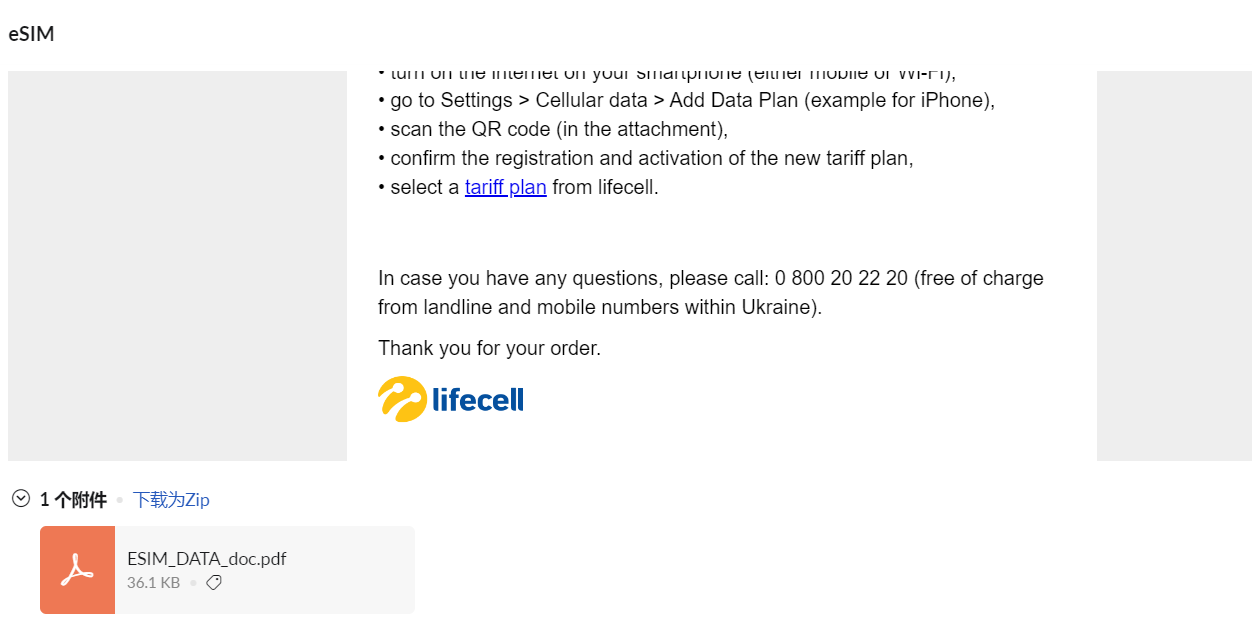 eSIM
• turn on the internet on your smartphone (either mobile or Wi-Fi),
• go to Settings > Cellular data > Add Data Plan (example for iPhone),
• scan the QR code (in the attachment),
• confirm the registration and activation of the new tariff plan,
• select a tariff plan from lifecell.
In case you have any questions, please call: 0 800 20 22 20 (free of charge
from landline and mobile numbers within Ukraine).
Thank you for your order.
lifecell
1 个附件 • 下载为Zip
ESIM_DATA_doc.pdf
36.1 KB